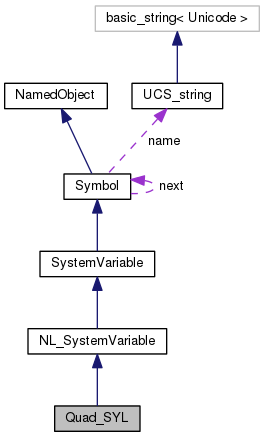 basic_string< Unicode >
NamedObject
UCS_string
name
Symbol
next
SystemVariable
NL_SystemVariable
Quad_SYL